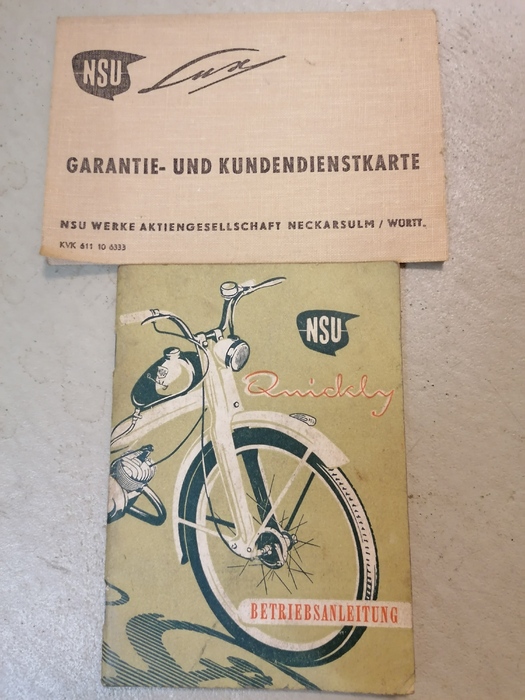 NSU Lux
GARANTIE- UND KUNDENDIENSTKARTE
NSU WERKE AKTIENGESELLSCHAFT NECKARSULM / WÜRTT.
KVK 611 10 6333
NSU
Quickly
BETRIEBSANLEITUNG